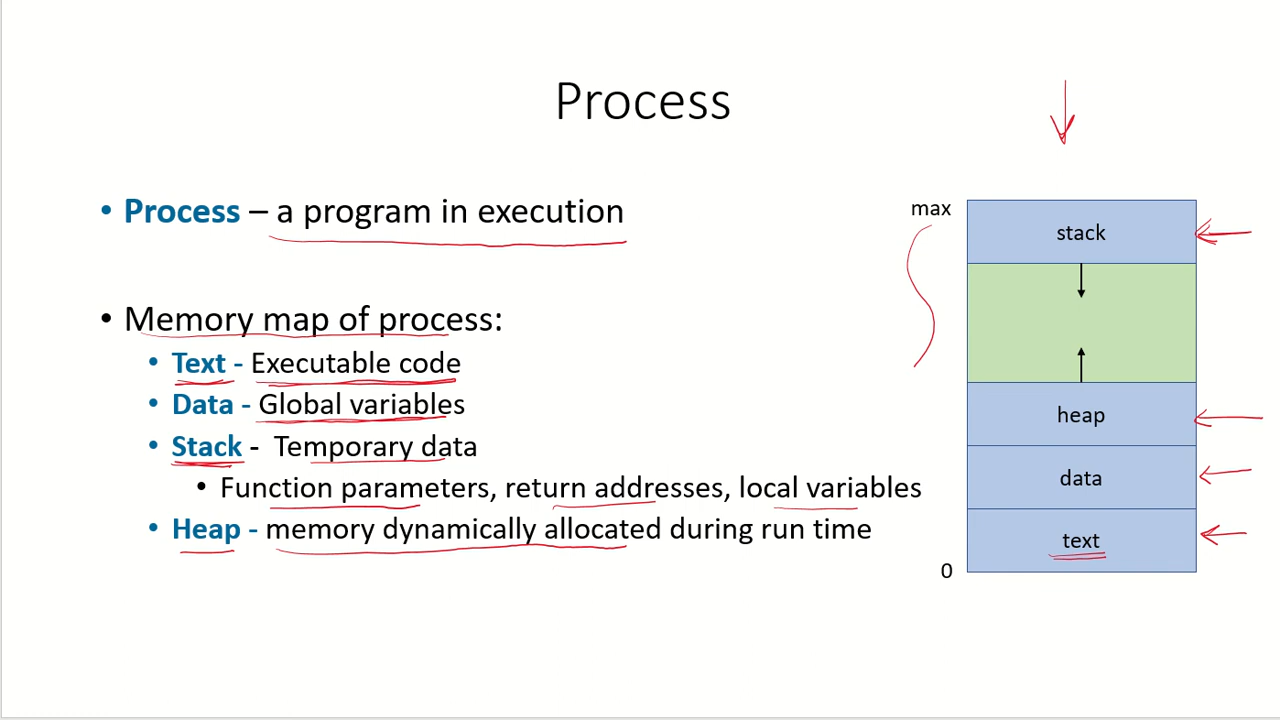 Process
• Process – a program in execution
• Memory map of process:
• Text - Executable code
• Data - Global variables
• Stack - Temporary data
• Function parameters, return addresses, local variables
• Heap - memory dynamically allocated during run time
max
stack
heap
data
text
0